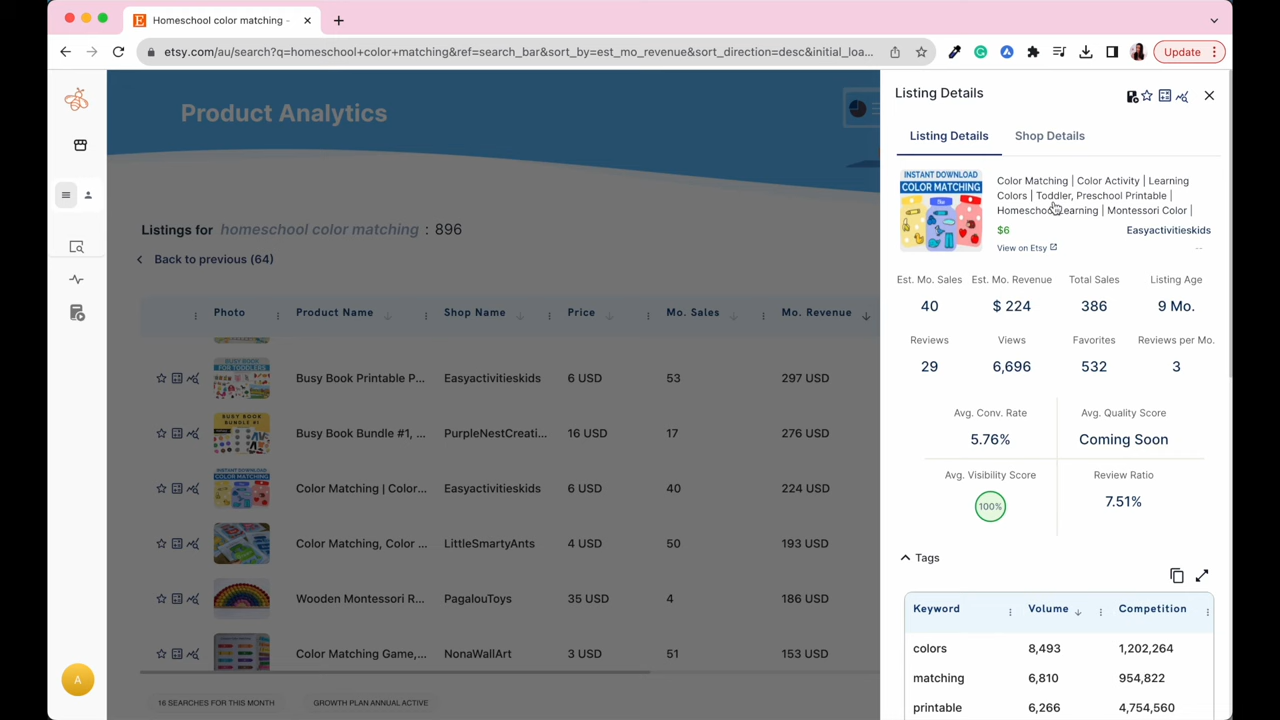 Homeschool color matching -
etsy.com/au/search?q=homeschool+color+matching&ref=search_bar&sort_by=est_mo_revenue&sort_direction=desc&initial_loa...
Update
Product Analytics
Listings for homeschool color matching : 896
Back to previous (64)
Photo Product Name Shop Name Price Mo. Sales Mo. Revenue
Busy Book Printable P... Easyactivitieskids 6 USD 53 297 USD
Busy Book Bundle #1, ... PurpleNestCreati... 16 USD 17 276 USD
Color Matching | Color... Easyactivitieskids 6 USD 40 224 USD
Color Matching, Color ... LittleSmartyAnts 4 USD 50 193 USD
Wooden Montessori R... PagalouToys 35 USD 4 186 USD
Color Matching Game,... NonaWallArt 3 USD 51 153 USD
16 SEARCHES FOR THIS MONTH GROWTH PLAN ANNUAL ACTIVE
A
Listing Details
Listing Details Shop Details
INSTANT DOWNLOAD
COLOR MATCHING
Color Matching | Color Activity | Learning
Colors | Toddler, Preschool Printable |
Homeschool Learning | Montessori Color |
$6 Easyactivitieskids
View on Etsy --
Est. Mo. Sales Est. Mo. Revenue Total Sales Listing Age
40 $ 224 386 9 Mo.
Reviews Views Favorites Reviews per Mo.
29 6,696 532 3
Avg. Conv. Rate Avg. Quality Score
5.76% Coming Soon
Avg. Visibility Score Review Ratio
100% 7.51%
Tags
Keyword Volume Competition
colors 8,493 1,202,264
matching 6,810 954,822
printable 6,266 4,754,560